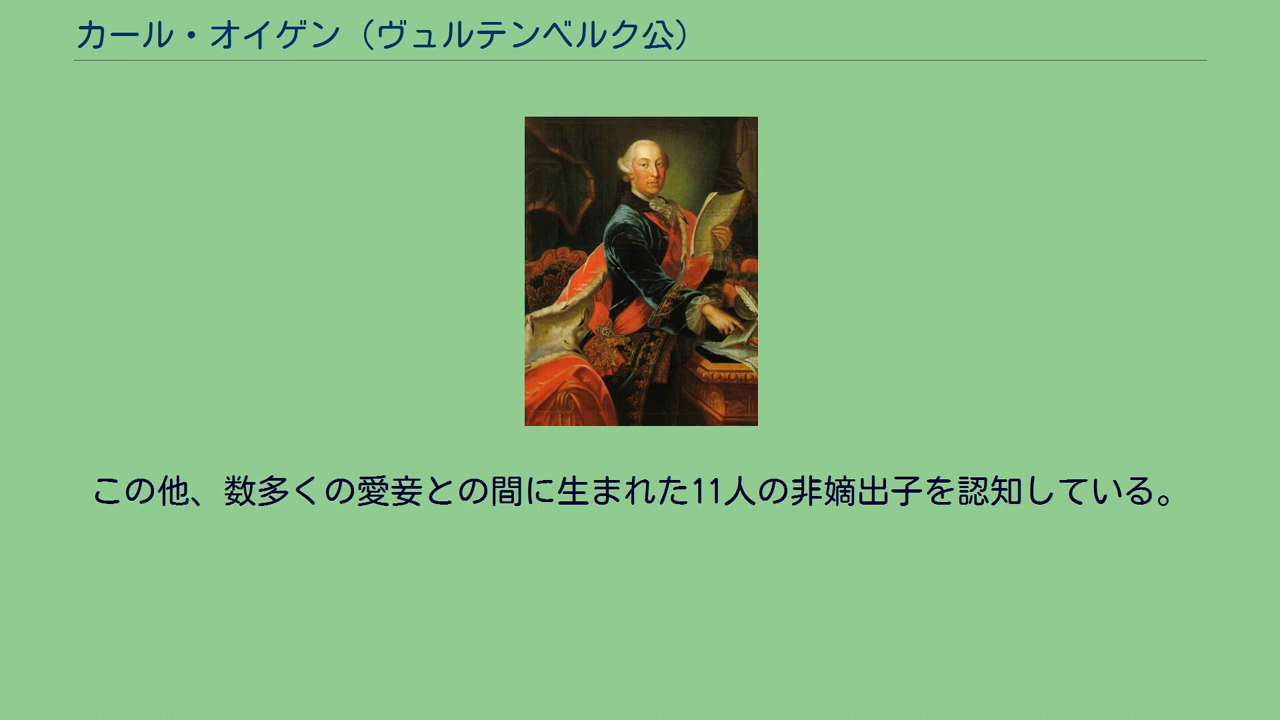 カール・オイゲン（ヴュルテンベルク公）
この他、数多くの愛妾との間に生まれた11人の非嫡出子を認知している。